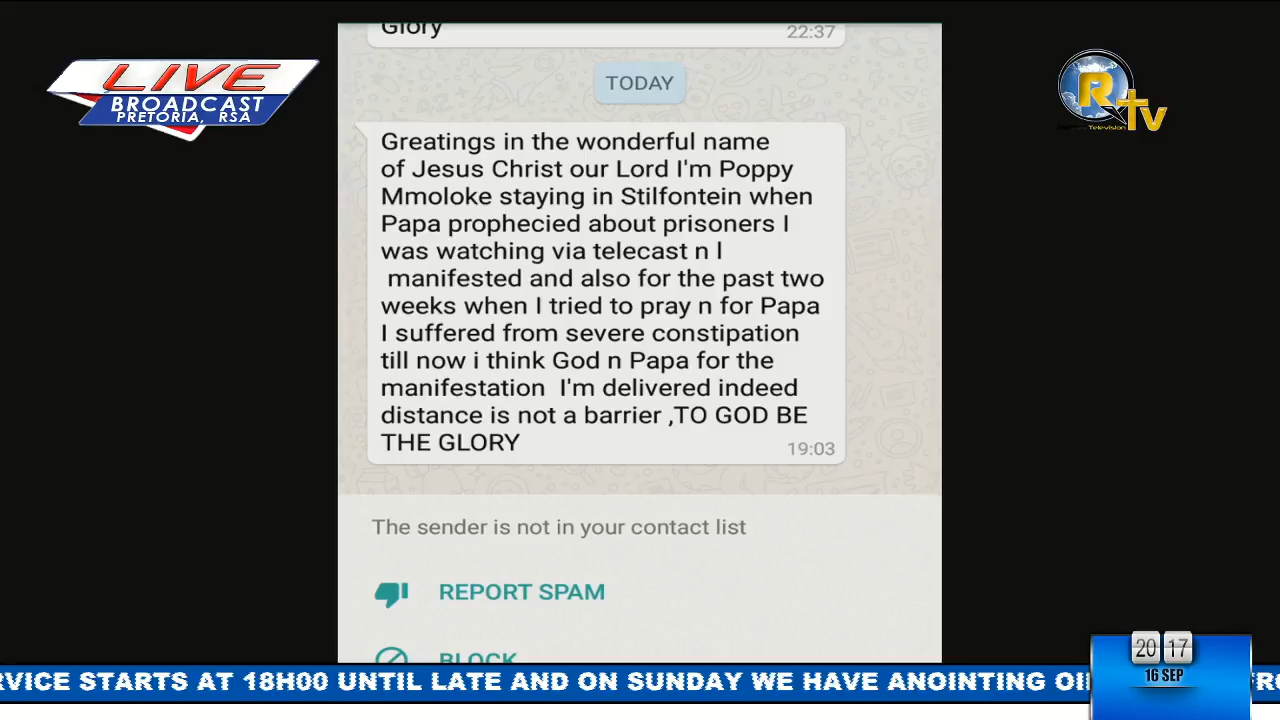 Glory
22:37
LIVE
BROADCAST
PRETORIA, RSA
R tv
Television
TODAY
Greetings in the wonderful name
of Jesus Christ our Lord I'm Poppy
Mmoloke staying in Stilfontein when
Papa prophecied about prisoners I
was watching via telecast n l
manifested and also for the past two
weeks when I tried to pray n for Papa
I suffered from severe constipation
till now i think God n Papa for the
manifestation I'm delivered indeed
distance is not a barrier ,TO GOD BE
THE GLORY
19:03
The sender is not in your contact list
REPORT SPAM
BLOCK
RVICE STARTS AT 18H00 UNTIL LATE AND ON SUNDAY WE HAVE ANOINTING OI
20 17
16 SEP